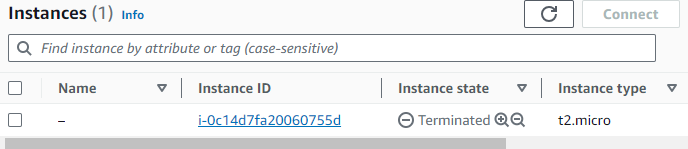 Instances (1) Info
Connect
Find instance by attribute or tag (case-sensitive)
Name Instance ID Instance state Instance type
– i-0c14d7fa20060755d Terminated t2.micro